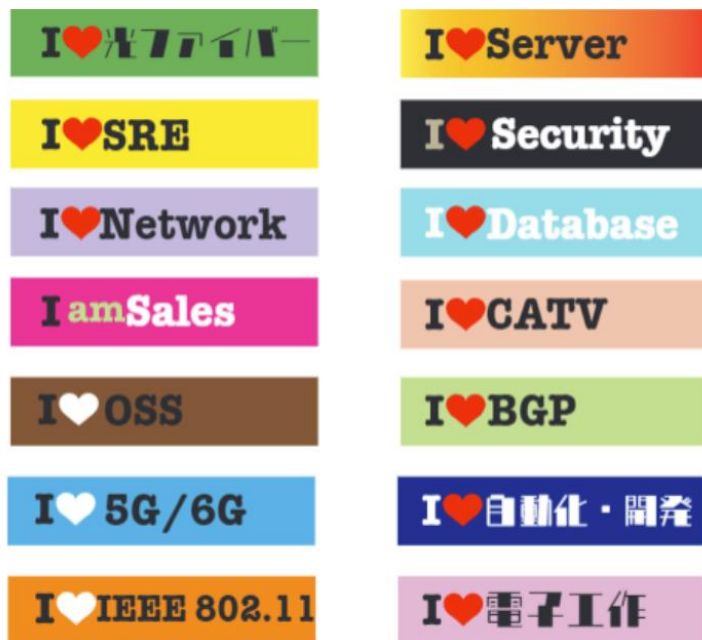 I❤光ファイバー
I❤Server
I❤SRE
I❤Security
I❤Network
I❤Database
I amSales
I❤CATV
I❤OSS
I❤BGP
I❤5G/6G
I❤自動化・開発
I❤IEEE 802.11
I❤電子工作